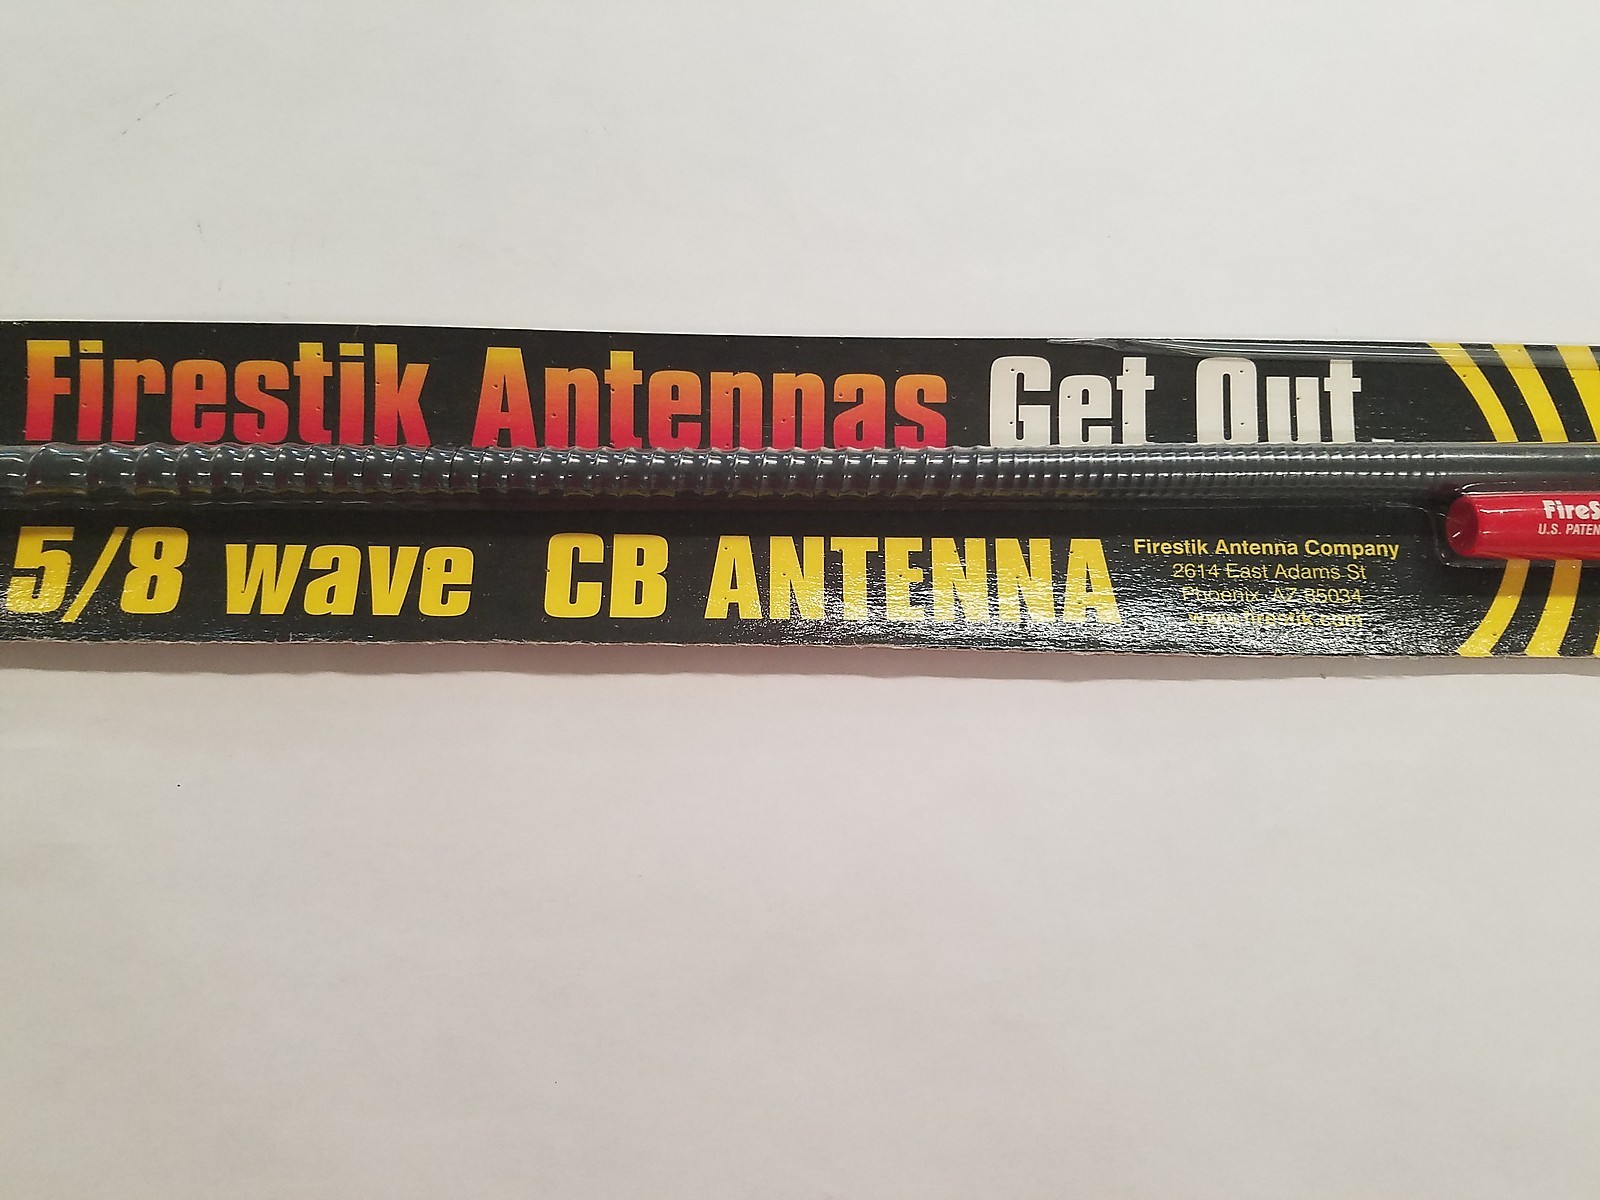 Firestik Antennas Get Out.
5/8 wave CB ANTENNA
Firestik Antenna Company
2614 East Adams St
Phoenix, AZ 85034
www.firestik.com
FireS
U.S. PATEN